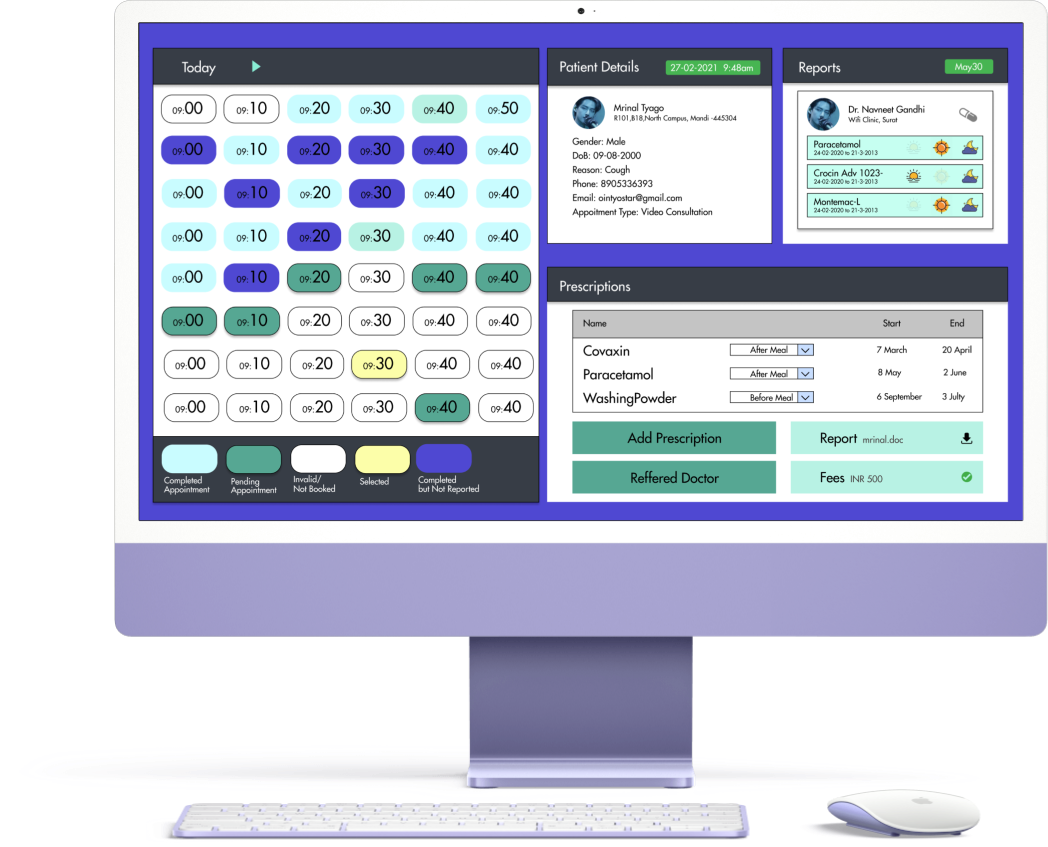 Today
09:00 09:10 09:20 09:30 09:40 09:50
09:00 09:10 09:20 09:30 09:40 09:40
09:00 09:10 09:20 09:30 09:40 09:40
09:00 09:10 09:20 09:30 09:40 09:40
09:00 09:10 09:20 09:30 09:40 09:40
09:00 09:10 09:20 09:30 09:40 09:40
09:00 09:10 09:20 09:30 09:40 09:40
09:00 09:10 09:20 09:30 09:40 09:40
Completed
Appointment
Pending
Appointment
Invalid/
Not Booked
Selected
Completed
but Not Reported
Patient Details 27-02-2021 9:48am
Mrinal Tyago
R101,B18,North Campus, Mandi -445304
Gender: Male
DoB: 09-08-2000
Reason: Cough
Phone: 8905336393
Email: ointyostar@gmail.com
Appoitment Type: Video Consultation
Reports May30
Dr. Navneet Gandhi
Wifi Clinic, Surat
Paracetamol
24-02-2020 to 21-3-2013
Crocin Adv 1023-
24-02-2020 to 21-3-2013
Montemac-L
24-02-2020 to 21-3-2013
Prescriptions
Name Start End
Covaxin After Meal 7 March 20 April
Paracetamol After Meal 8 May 2 June
WashingPowder Before Meal 6 September 3 Julty
Add Prescription Report mrinal.doc
Reffered Doctor Fees INR 500